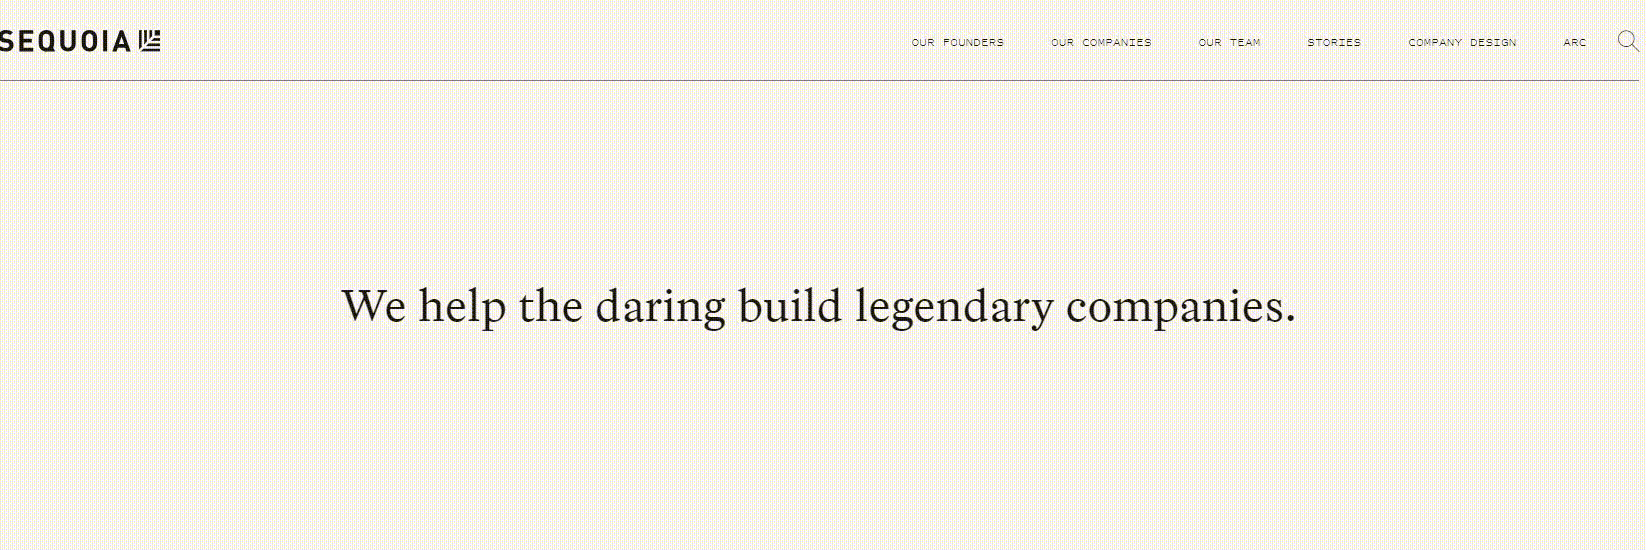 SEQUOIA
OUR FOUNDERS OUR COMPANIES OUR TEAM STORIES COMPANY DESIGN ARC
We help the daring build legendary companies.